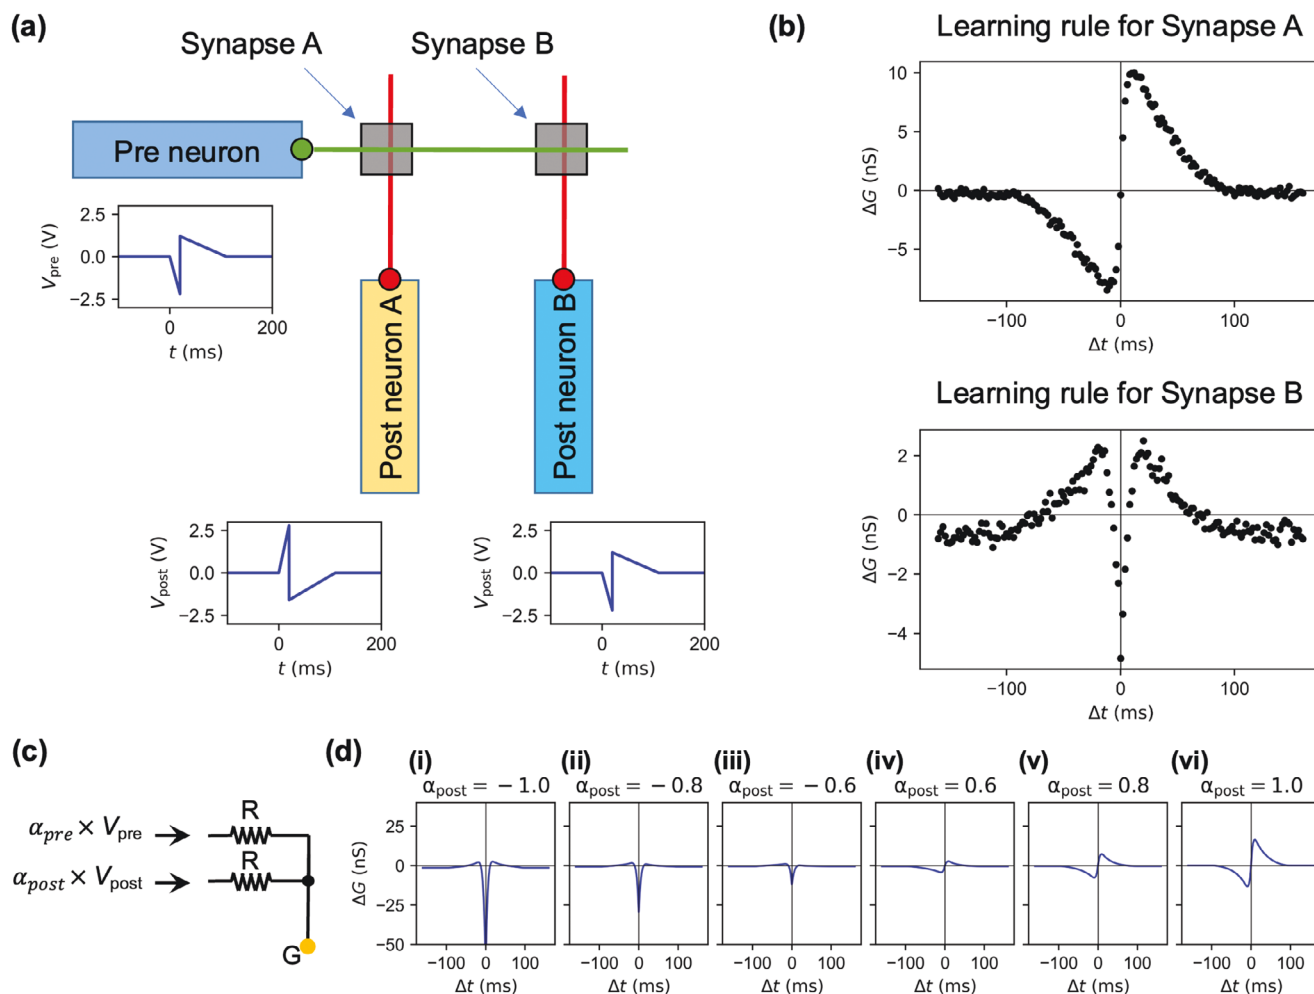 (a)
Synapse A
Synapse B
Pre neuron
2.5
0.0
−2.5
V_pre (V)
0
200
t (ms)
Post neuron A
Post neuron B
2.5
0.0
−2.5
V_post (V)
0
200
t (ms)
2.5
0.0
−2.5
V_post (V)
0
200
t (ms)
(b)
Learning rule for Synapse A
10
5
0
−5
ΔG (nS)
−100
0
100
Δt (ms)
Learning rule for Synapse B
2
0
−2
−4
ΔG (nS)
−100
0
100
Δt (ms)
(c)
α_pre × V_pre
R
α_post × V_post
R
G
(d)
(i)
α_post = − 1.0
(ii)
α_post = − 0.8
(iii)
α_post = − 0.6
(iv)
α_post = 0.6
(v)
α_post = 0.8
(vi)
α_post = 1.0
25
0
−25
−50
ΔG (nS)
−100 0 100
Δt (ms)
−100 0 100
Δt (ms)
−100 0 100
Δt (ms)
−100 0 100
Δt (ms)
−100 0 100
Δt (ms)
−100 0 100
Δt (ms)